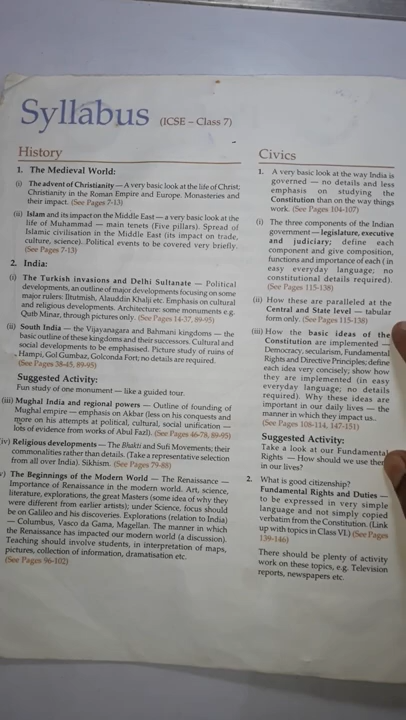 Syllabus (ICSE – Class 7)
History
1. The Medieval World:
(i) The advent of Christianity — A very basic look at the life of Christ;
Christianity in the Roman Empire and Europe. Monasteries and
their impact. (See Pages 7-13)
(ii) Islam and its impact on the Middle East — a very basic look at the
life of Muhammad — main tenets (Five pillars). Spread of
Islamic civilisation in the Middle East (its impact on trade,
culture, science). Political events to be covered very briefly.
(See Pages 7-13)
2. India:
(i) The Turkish invasions and Delhi Sultanate — Political
developments, an outline of major developments focusing on some
major rulers: Iltutmish, Alauddin Khalji etc. Emphasis on cultural
and religious developments. Architecture: some monuments e.g.
Qutb Minar, through pictures only. (See Pages 14-37, 89-95)
(ii) South India — the Vijayanagara and Bahmani kingdoms — the
basic outline of these kingdoms and their successors. Cultural and
social developments to be emphasised. Picture study of ruins of
Hampi, Gol Gumbaz, Golconda Fort; no details are required.
(See Pages 38-45, 89-95)
Suggested Activity:
Fun study of one monument — like a guided tour.
(iii) Mughal India and regional powers — Outline of founding of
Mughal empire — emphasis on Akbar (less on his conquests and
more on his attempts at political, cultural, social unification —
lots of evidence from works of Abul Fazl). (See Pages 46-78, 89-95)
iv) Religious developments — The Bhakti and Sufi Movements; their
commonalities rather than details. (Take a representative selection
from all over India). Sikhism. (See Pages 79-88)
v) The Beginnings of the Modern World — The Renaissance —
Importance of Renaissance in the modern world. Art, science,
literature, explorations, the great Masters (some idea of why they
were different from earlier artists); under Science, focus should
be on Galileo and his discoveries. Explorations (relation to India)
— Columbus, Vasco da Gama, Magellan. The manner in which
the Renaissance has impacted our modern world (a discussion).
Teaching should involve students, in interpretation of maps,
pictures, collection of information, dramatisation etc.
(See Pages 96-102)
Civics
1. A very basic look at the way India is
governed — no details and less
emphasis on studying the
Constitution than on the way things
work. (See Pages 104-107)
(i) The three components of the Indian
government — legislature, executive
and judiciary; define each
component and give composition,
functions and importance of each (in
easy everyday language; no
constitutional details required).
(See Pages 115-138)
(ii) How these are paralleled at the
Central and State level — tabular
form only. (See Pages 115-138)
(iii) How the basic ideas of the
Constitution are implemented —
Democracy, secularism, Fundamental
Rights and Directive Principles; define
each idea very concisely; show how
they are implemented (in easy
everyday language; no details
required). Why these ideas are
important in our daily lives — the
manner in which they impact us.
(See Pages 108-114, 147-151)
Suggested Activity:
Take a look at our Fundamental
Rights — How should we use them
in our lives?
2. What is good citizenship?
Fundamental Rights and Duties —
to be expressed in very simple
language and not simply copied
verbatim from the Constitution. (Link
up with topics in Class VI.) (See Pages
139-146)
There should be plenty of activity
work on these topics, e.g. Television
reports, newspapers etc.